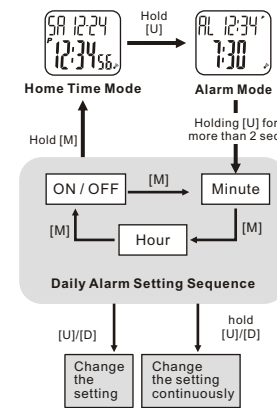 Hold
[U]
SA 12-24
P 12:34 56
AL 12:34
7:30
Home Time Mode
Alarm Mode
Hold [M]
Holding [U] for
more than 2 sec
ON / OFF
[M]
Minute
[M]
Hour
[M]
Daily Alarm Setting Sequence
[U]/[D]
hold
[U]/[D]
Change
the
setting
Change
the setting
continuously